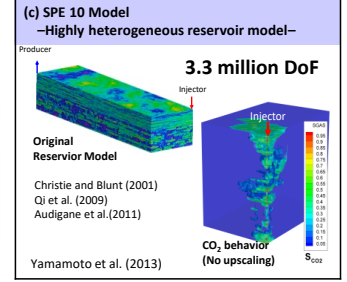 (c) SPE 10 Model
–Highly heterogeneous reservoir model–
Producer
3.3 million DoF
Injector
Injector
Original
Reservior Model
SGAS
0.95
0.9
0.85
0.8
0.75
0.7
0.65
0.6
0.55
0.5
0.45
0.4
0.35
0.3
0.25
0.2
0.15
0.1
0.05
Christie and Blunt (2001)
Qi et al. (2009)
Audigane et al.(2011)
CO₂ behavior
(No upscaling)
S_CO2
Yamamoto et al. (2013)